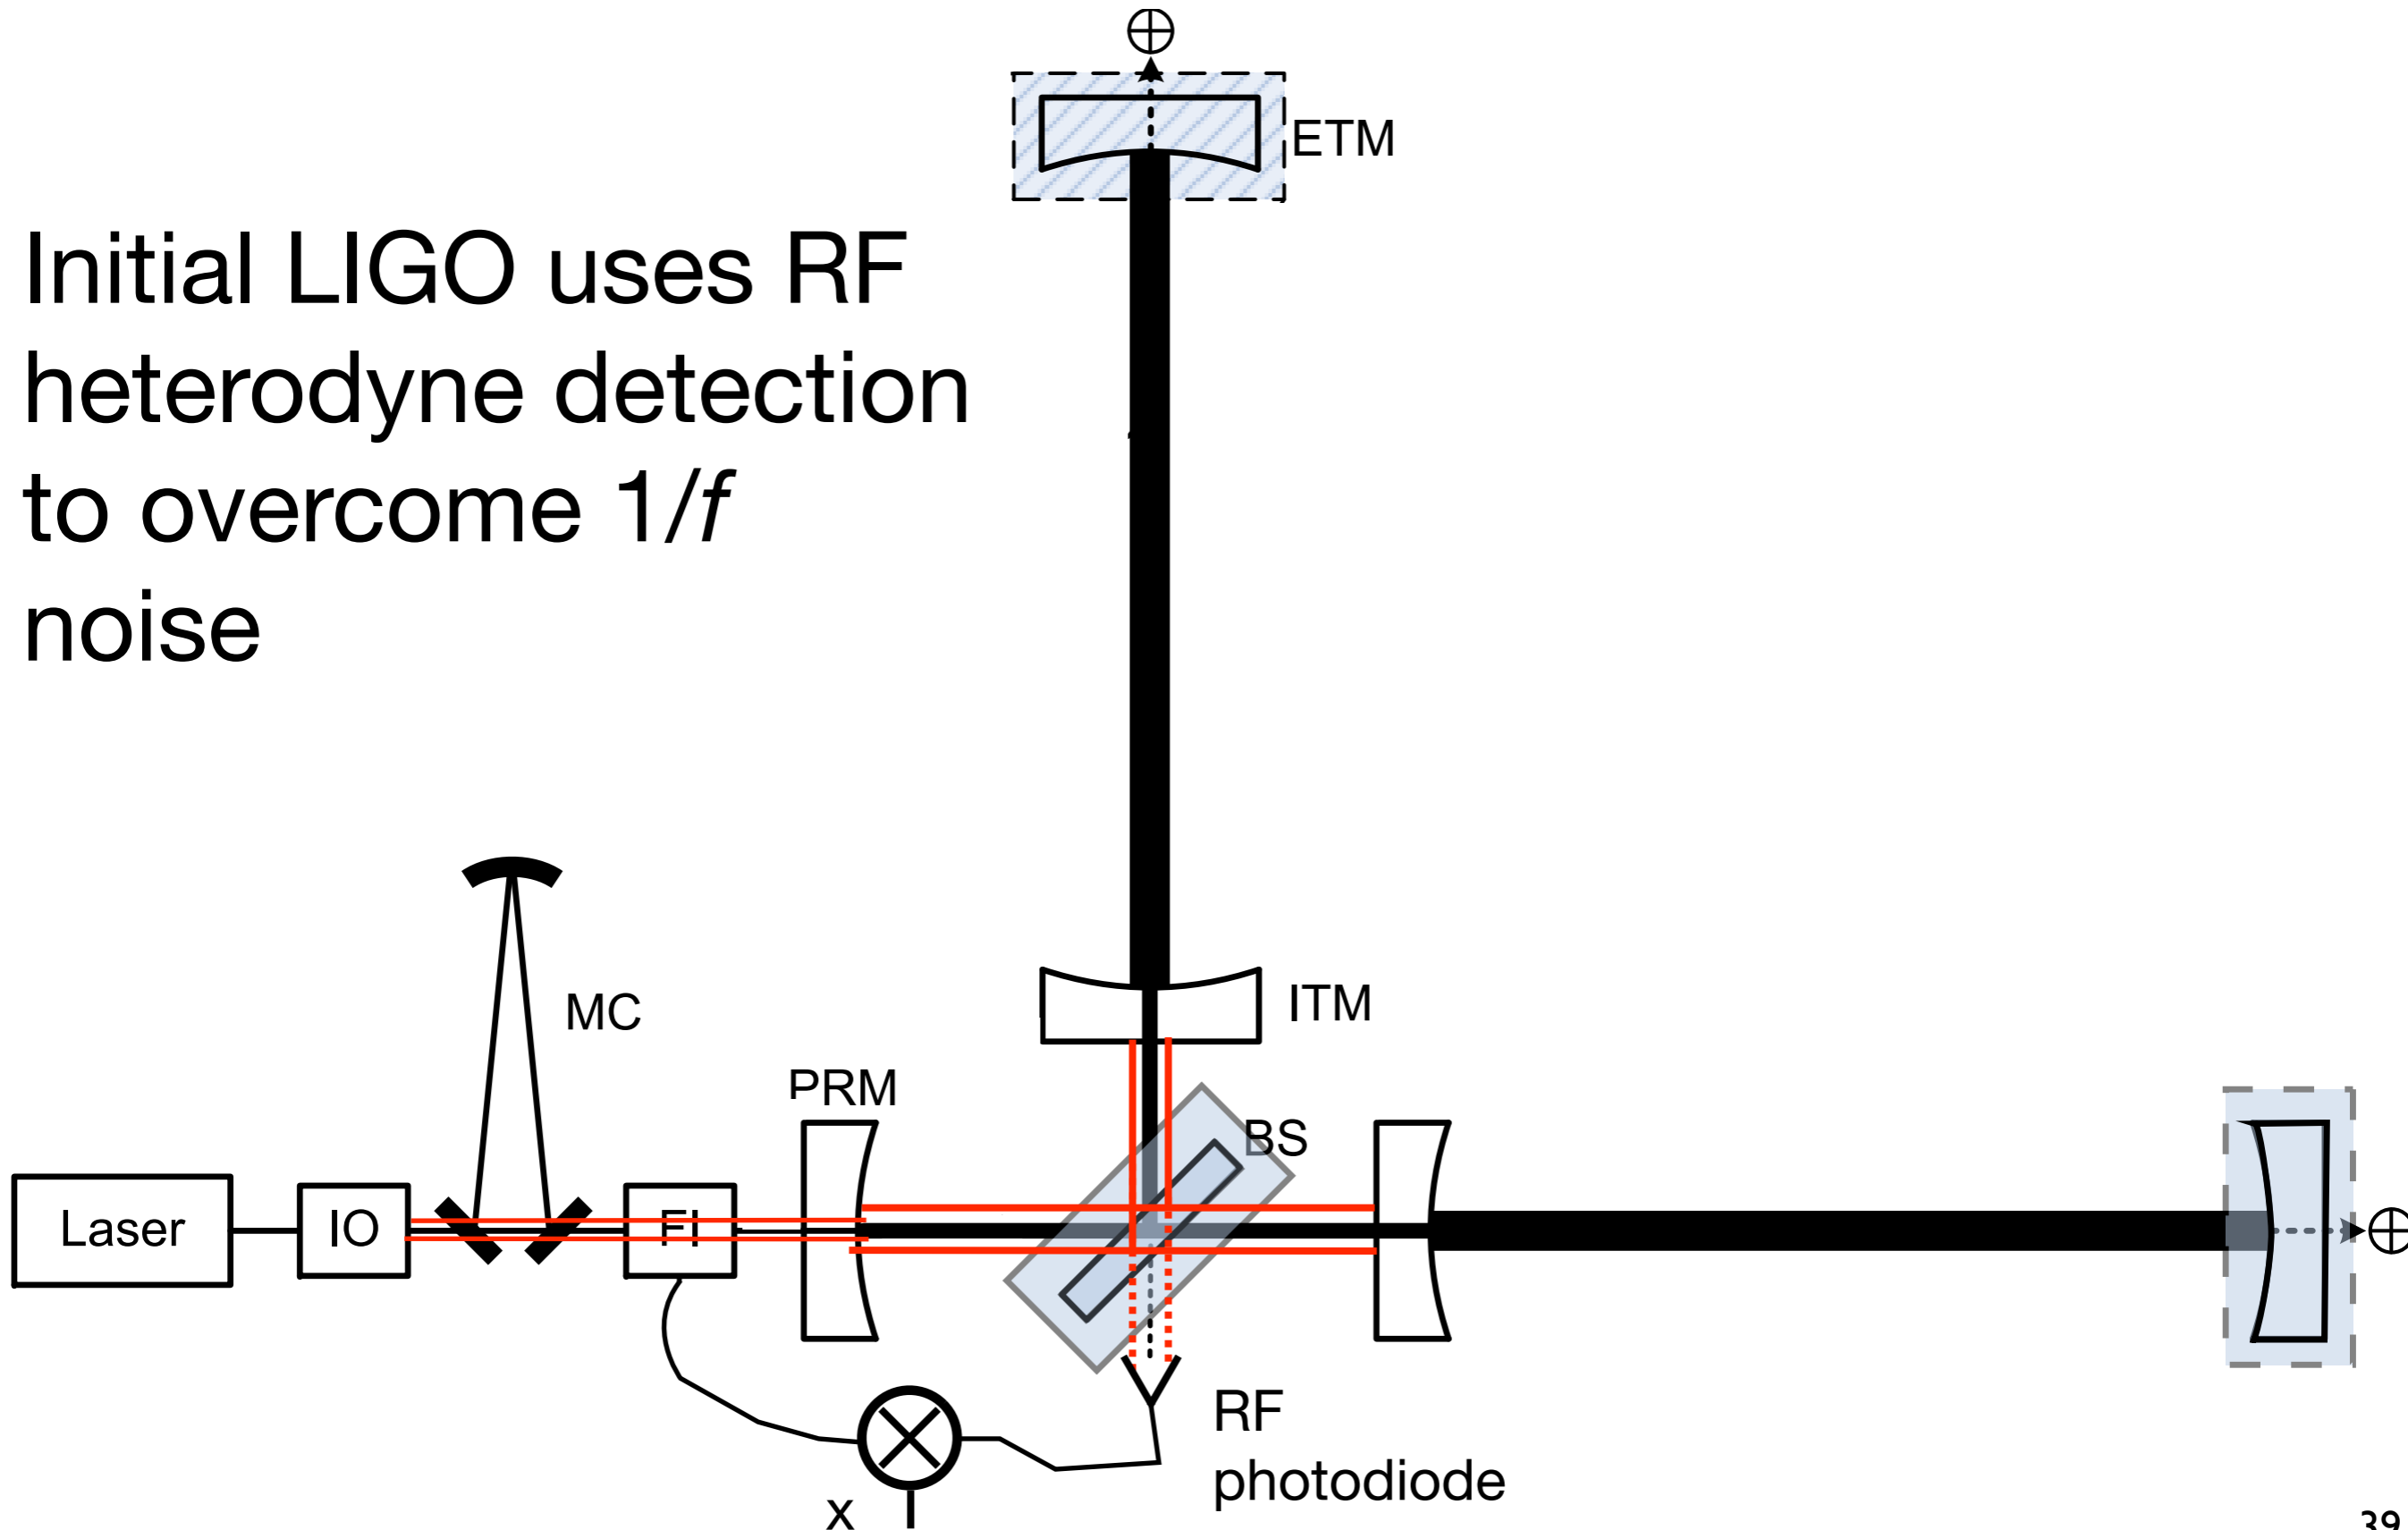 Initial LIGO uses RF
heterodyne detection
to overcome 1/f
noise
ETM
ITM
MC
PRM
BS
Laser
IO
FI
RF
photodiode
x
39